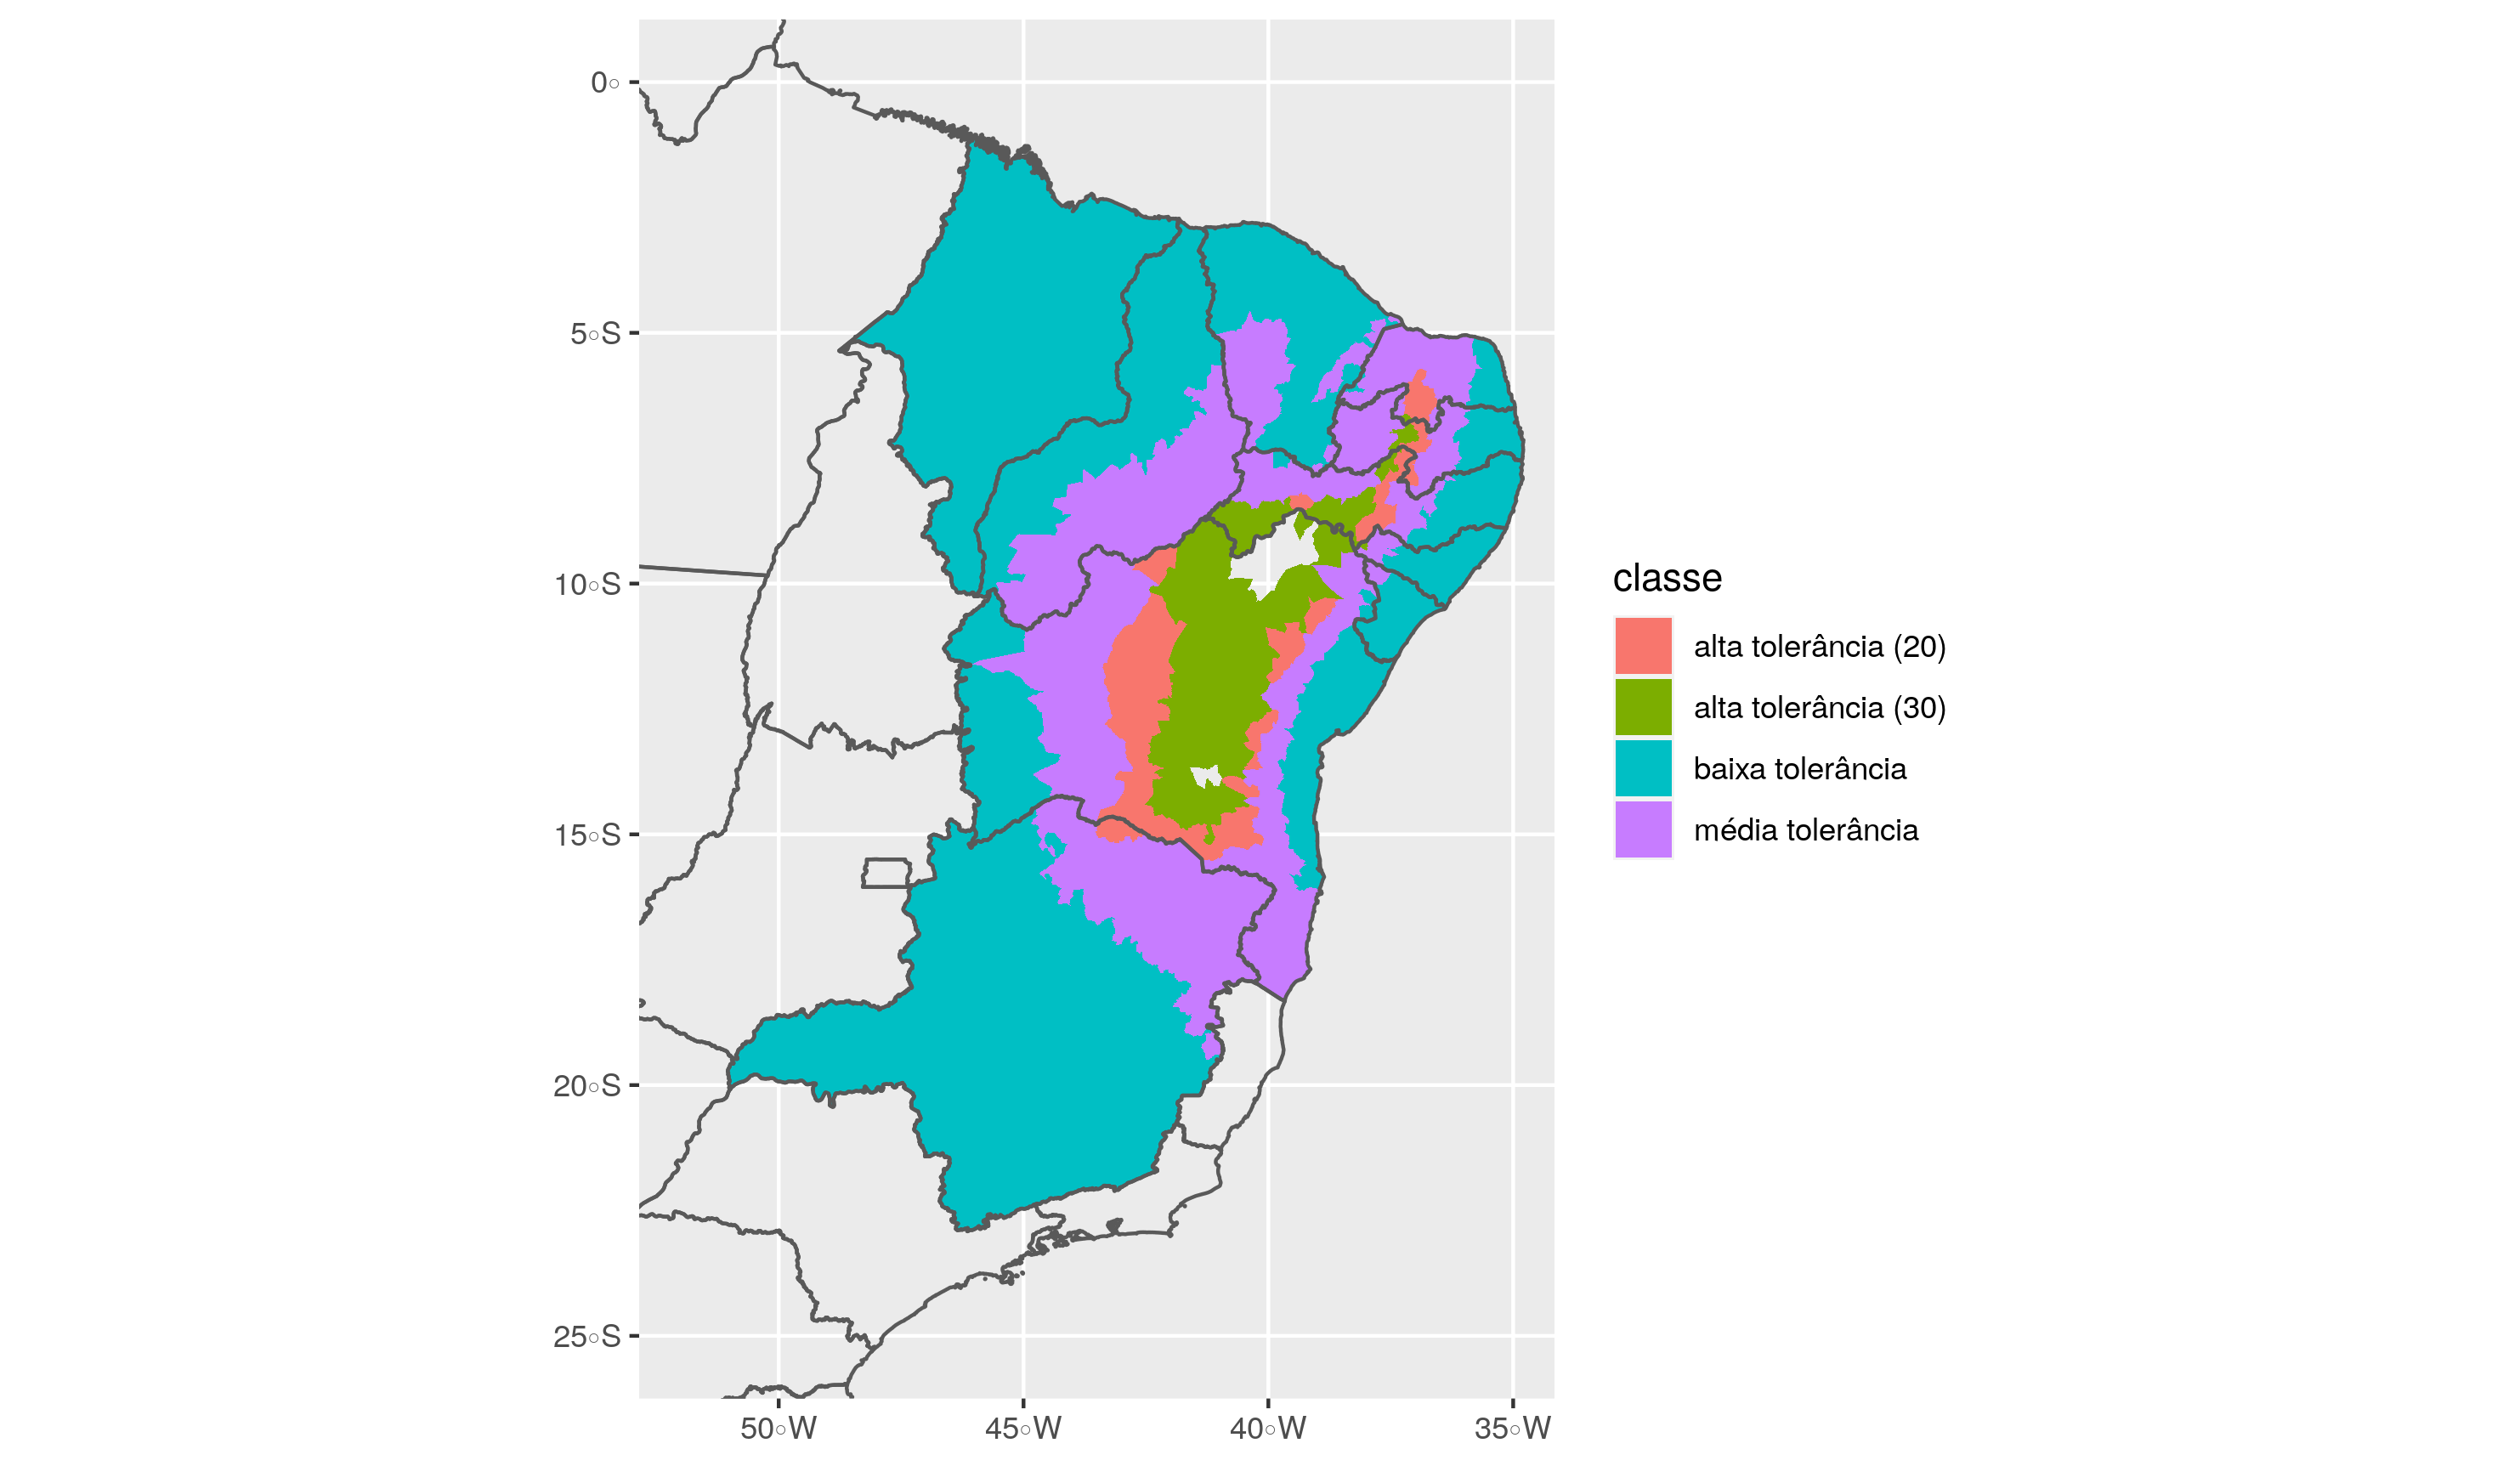 0°
5°S
10°S
15°S
20°S
25°S
50°W
45°W
40°W
35°W
classe
alta tolerância (20)
alta tolerância (30)
baixa tolerância
média tolerância